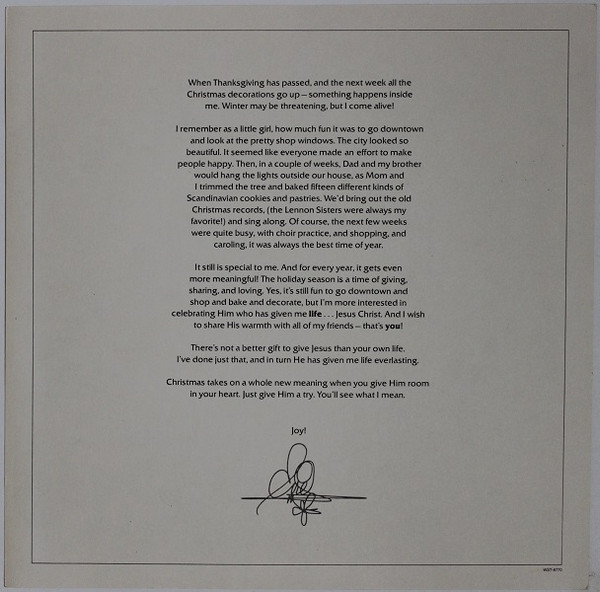 When Thanksgiving has passed, and the next week all the
Christmas decorations go up – something happens inside
me. Winter may be threatening, but I come alive!
I remember as a little girl, how much fun it was to go downtown
and look at the pretty shop windows. The city looked so
beautiful. It seemed like everyone made an effort to make
people happy. Then, in a couple of weeks, Dad and my brother
would hang the lights outside our house, as Mom and
I trimmed the tree and baked fifteen different kinds of
Scandinavian cookies and pastries. We'd bring out the old
Christmas records, (the Lennon Sisters were always my
favorite!) and sing along. Of course, the next few weeks
were quite busy, with choir practice, and shopping, and
caroling, it was always the best time of year.
It still is special to me. And for every year, it gets even
more meaningful! The holiday season is a time of giving,
sharing, and loving. Yes, it's still fun to go downtown and
shop and bake and decorate, but I'm more interested in
celebrating Him who has given me life . . . Jesus Christ. And I wish
to share His warmth with all of my friends – that's you!
There's not a better gift to give Jesus than your own life.
I've done just that, and in turn He has given me life everlasting.
Christmas takes on a whole new meaning when you give Him room
in your heart. Just give Him a try. You'll see what I mean.
Joy!